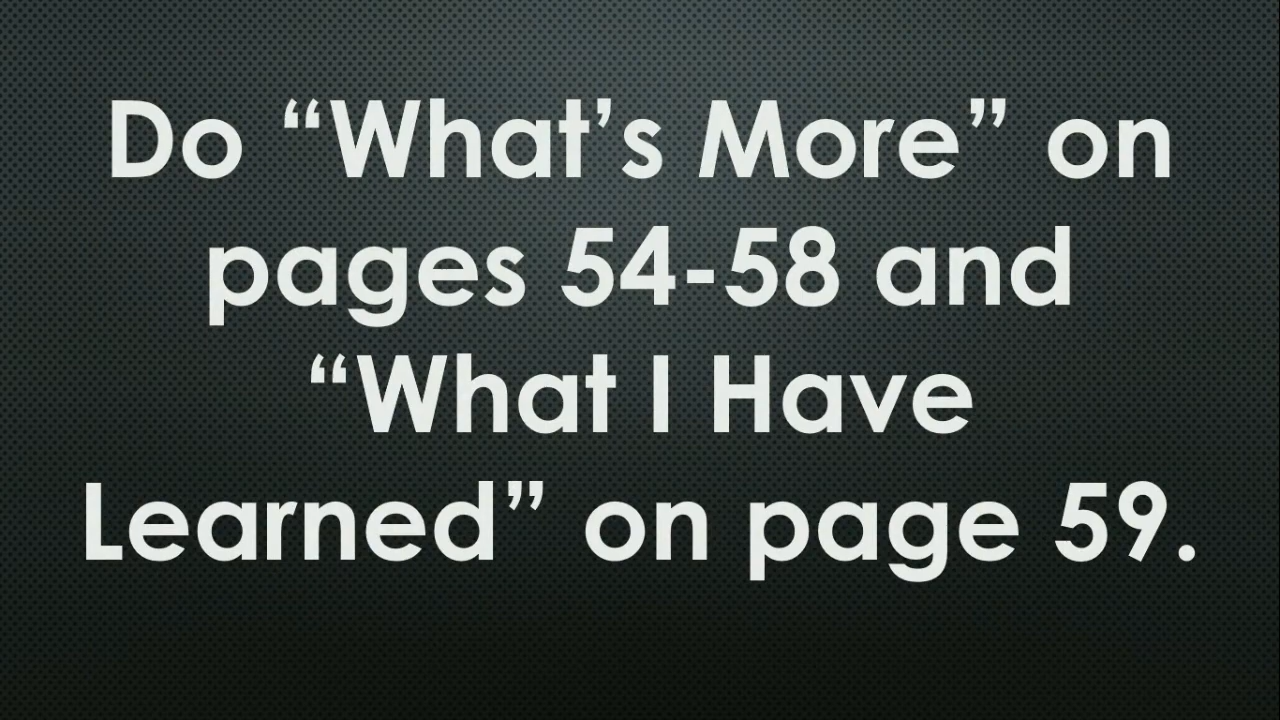 Do “What’s More” on
pages 54-58 and
“What I Have
Learned” on page 59.